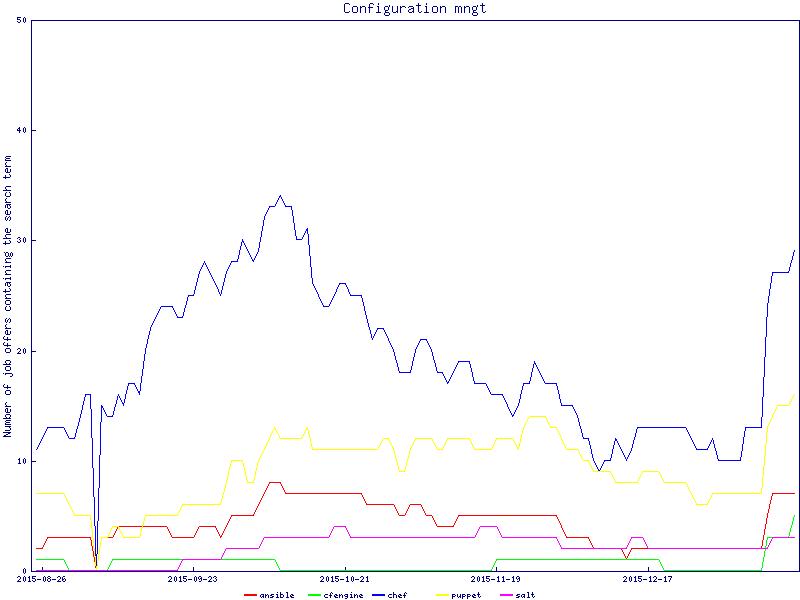 Configuration mngt
Number of job offers containing the search term
50
40
30
20
10
0
2015-08-26 2015-09-23 2015-10-21 2015-11-19 2015-12-17
ansible cfengine chef puppet salt